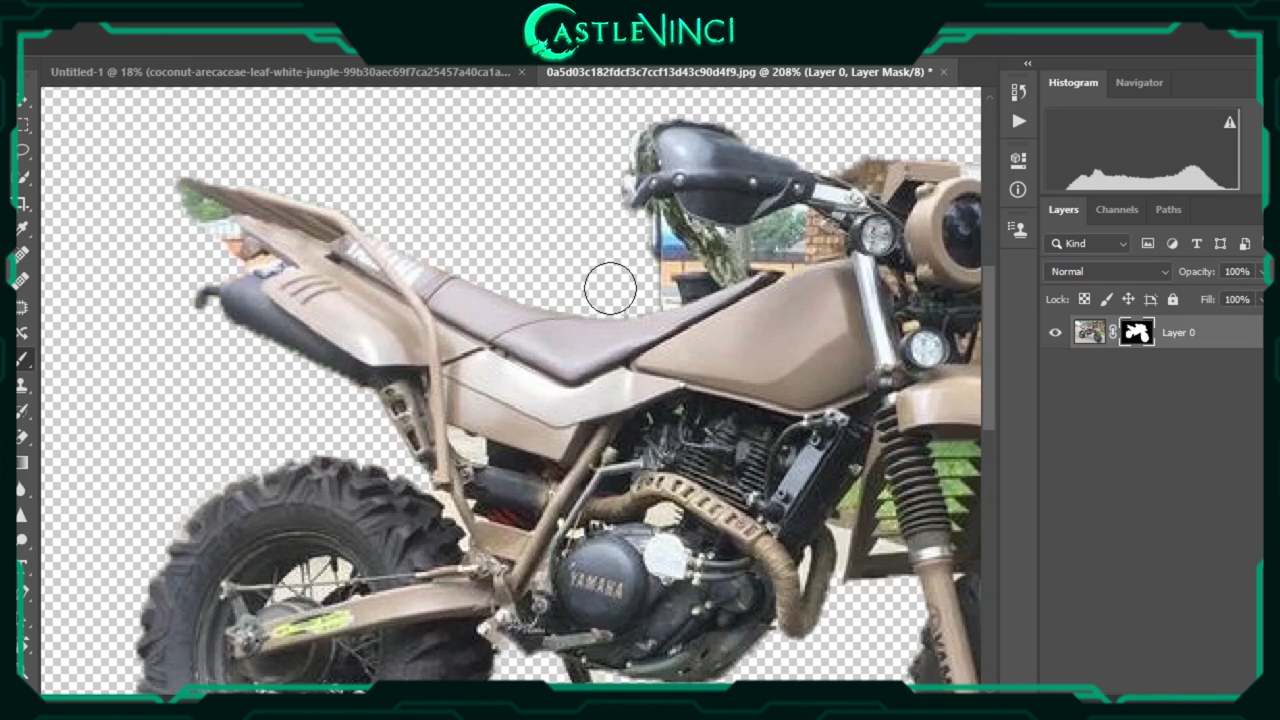 CASTLEVINCI
Untitled-1 @ 18% (coconut-arecaceae-leaf-white-jungle-99b30aec69f7ca25457a40ca1a...
0a5d03c182fdcf3c7ccf13d43c90d4f9.jpg @ 208% (Layer 0, Layer Mask/8) *
Histogram
Navigator
Layers
Channels
Paths
Kind
Normal
Opacity: 100%
Lock:
Fill: 100%
Layer 0
YAMAHA